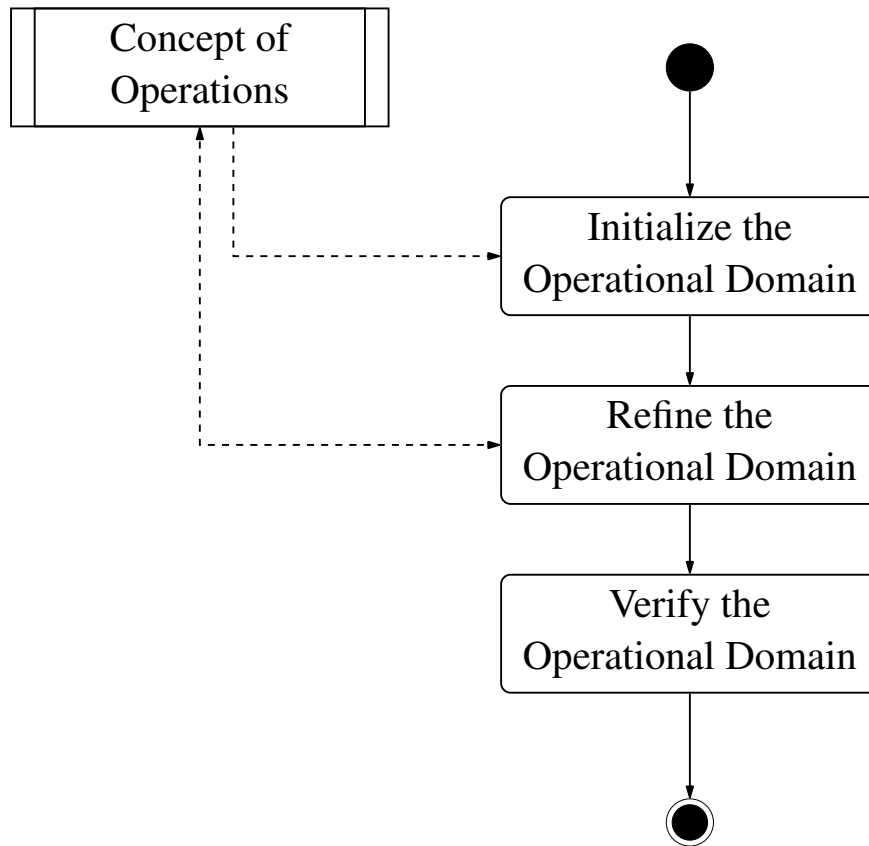 Concept of
Operations
Initialize the
Operational Domain
Refine the
Operational Domain
Verify the
Operational Domain